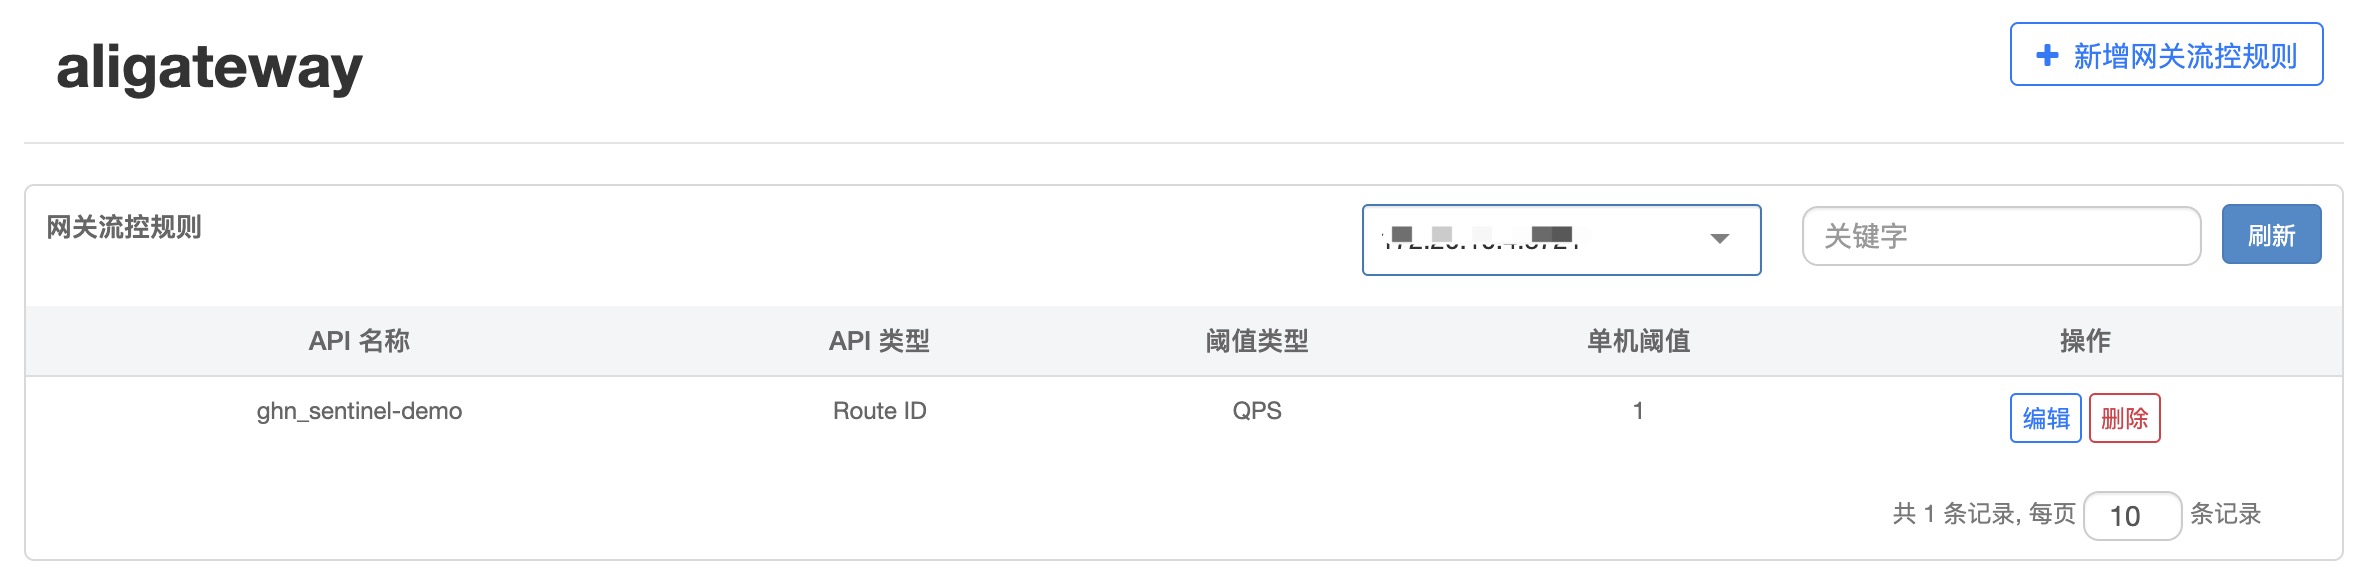 aligateway
新增网关流控规则
网关流控规则
关键字
刷新
API 名称 API 类型 阈值类型 单机阈值 操作
ghn_sentinel-demo Route ID QPS 1 编辑 删除
共 1 条记录, 每页 10 条记录